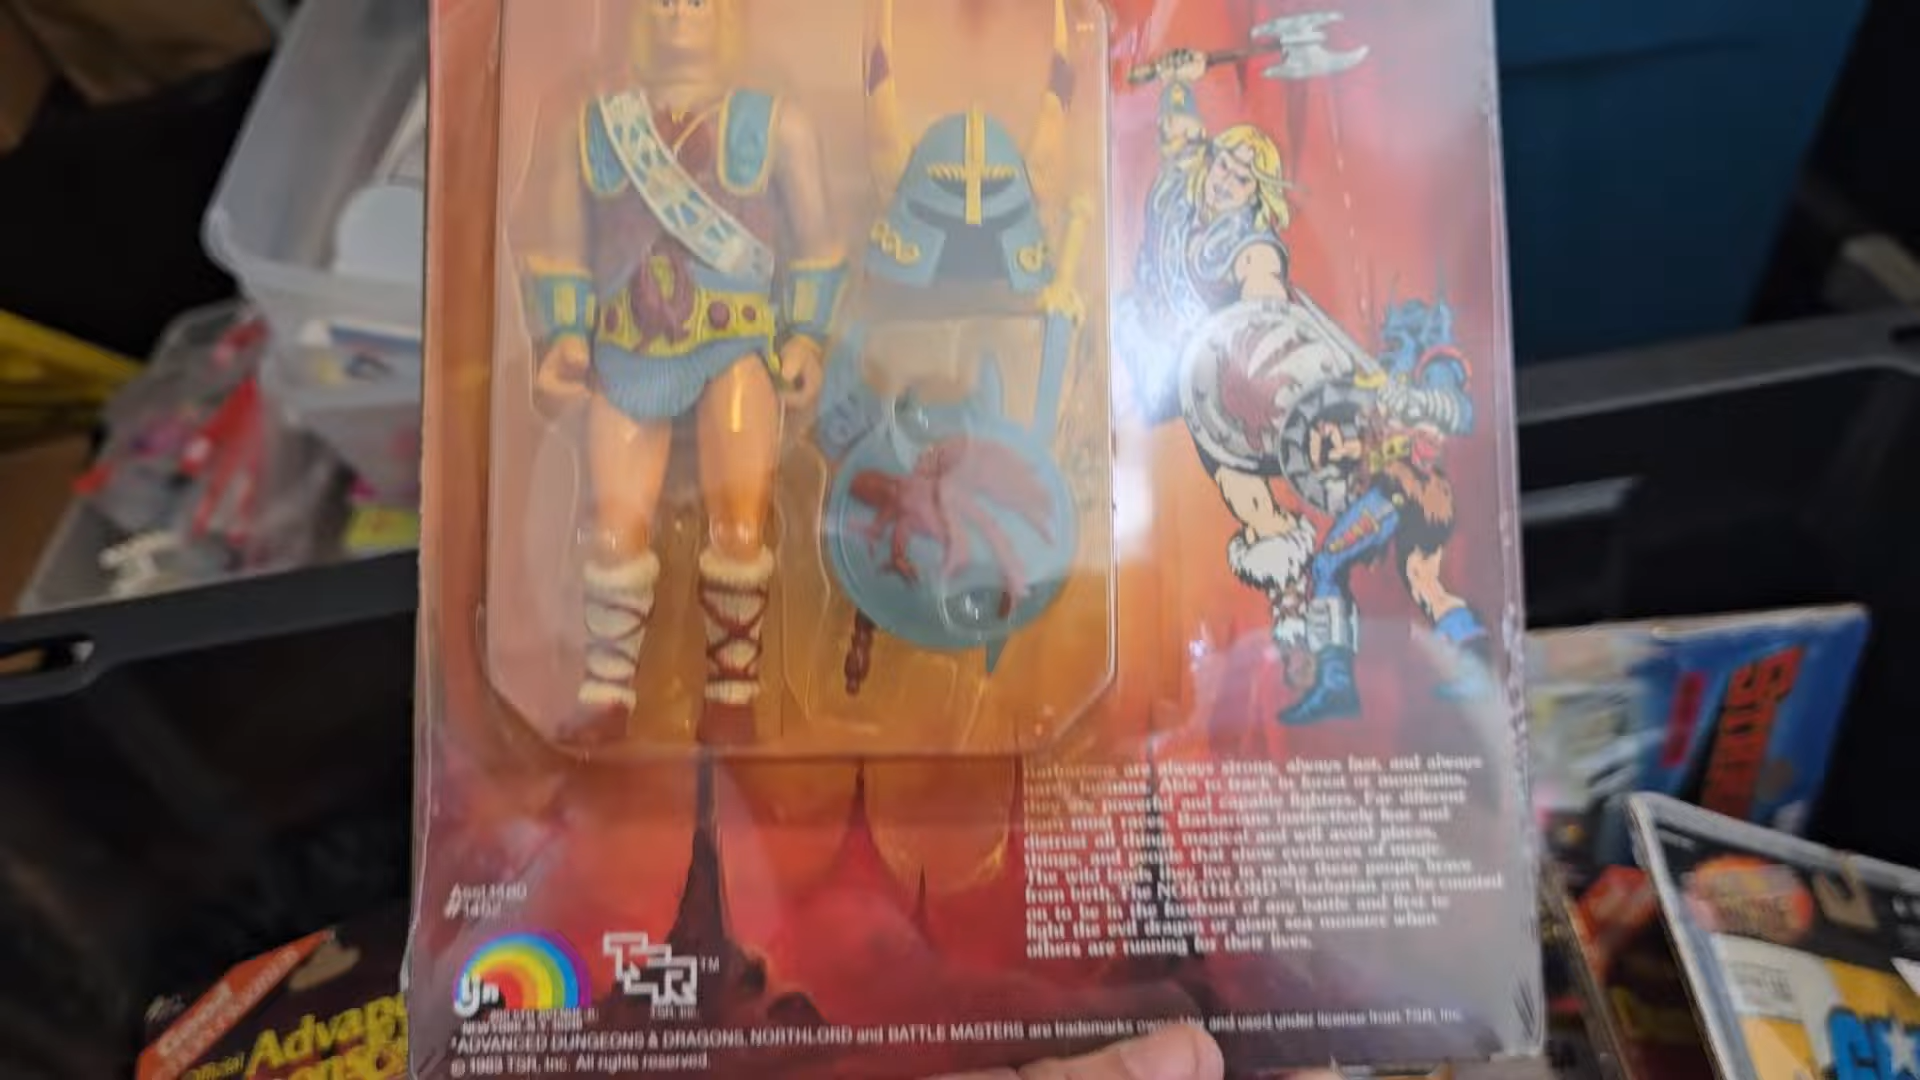 Barbarians are always strong, always fast, and always
Able to track in forest or mountains,
they are powerful and capable fighters. Far different
from most Barbarians instinctively fear and
distrust all things magical and will avoid places,
things, and people that show evidences of magic.
The wild lands they live in make these people brave
from birth. The NORTHLORD™ Barbarian can be counted
on to be in the forefront of any battle and first to
fight the evil dragon or giant sea monster when
others are running for their lives.
#1402
LJN
TSR™
TSR, Inc.
*ADVANCED DUNGEONS & DRAGONS, NORTHLORD and BATTLE MASTERS are trademarks owned by and used under license from TSR, Inc.
© 1983 TSR, Inc. All rights reserved.
Official Advanced